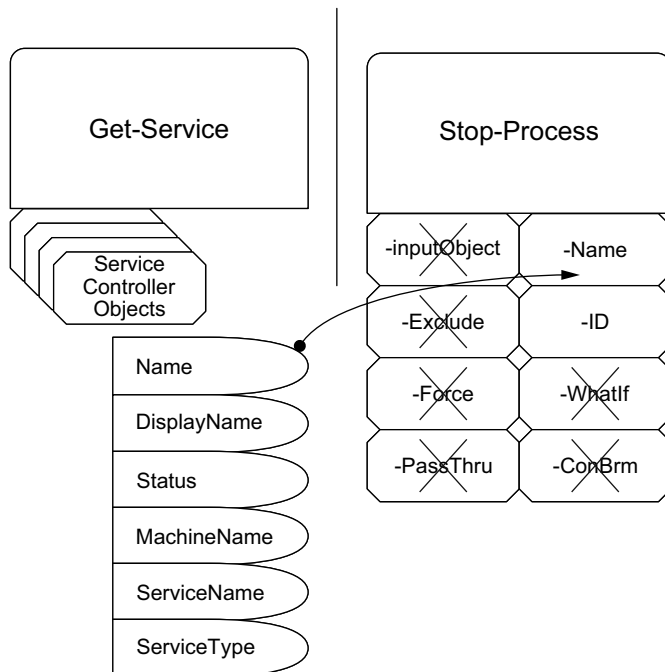 Get-Service
Stop-Process
Service
Controller
Objects
-inputObject
-Name
-Exclude
-ID
-Force
-WhatIf
-PassThru
-ConBrm
Name
DisplayName
Status
MachineName
ServiceName
ServiceType